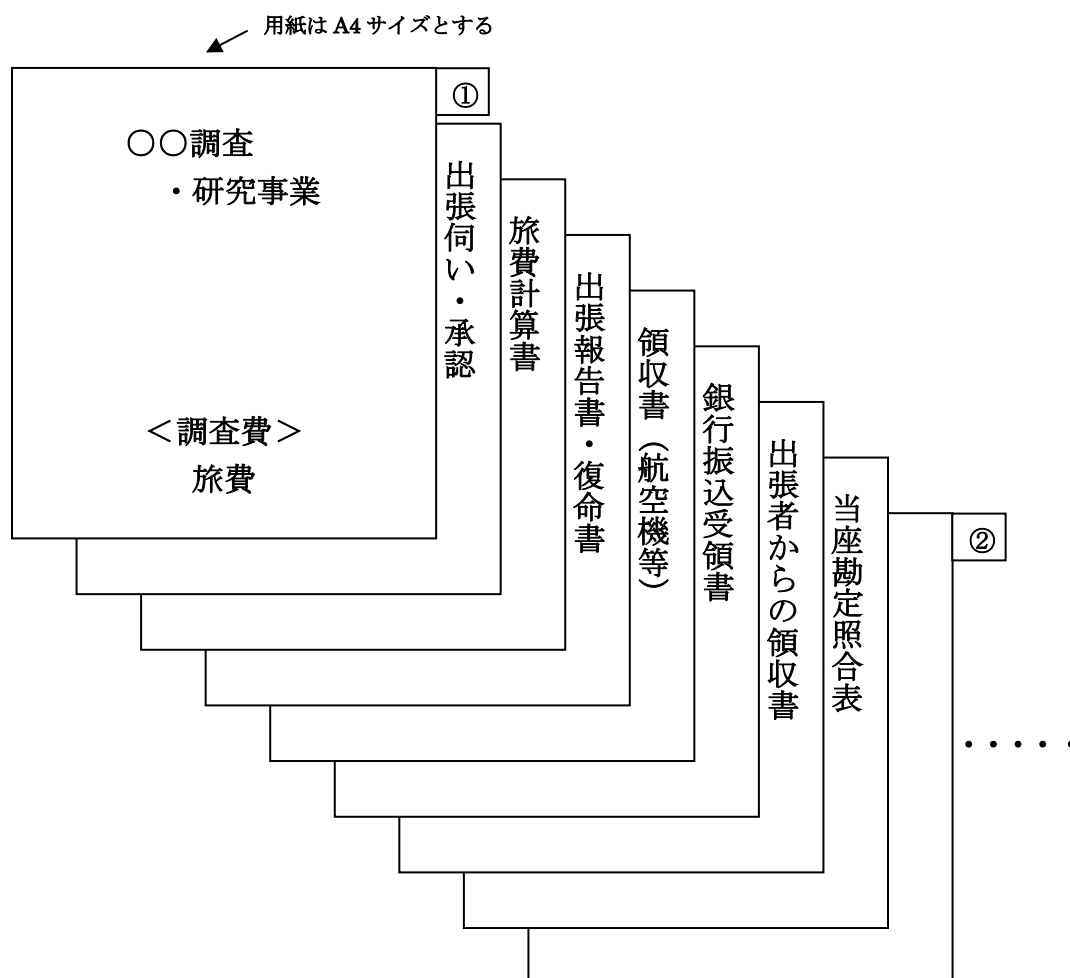 用紙は A4 サイズとする
①
〇〇調査
・研究事業
＜調査費＞
旅費
出張伺い・承認
旅費計算書
出張報告書・復命書
領収書（航空機等）
銀行振込受領書
出張者からの領収書
当座勘定照合表
②
・・・・・